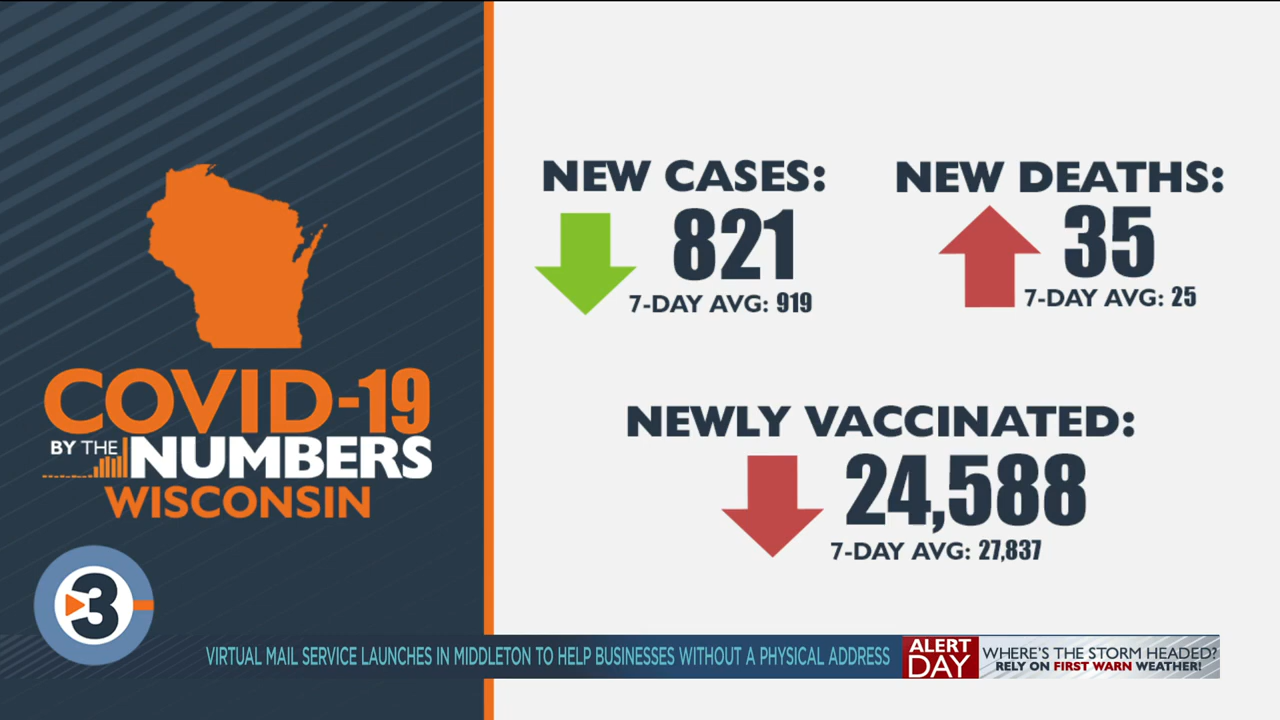 COVID-19
BY THE NUMBERS
WISCONSIN
3
NEW CASES:
821
7-DAY AVG: 919
NEW DEATHS:
35
7-DAY AVG: 25
NEWLY VACCINATED:
24,588
7-DAY AVG: 27,837
VIRTUAL MAIL SERVICE LAUNCHES IN MIDDLETON TO HELP BUSINESSES WITHOUT A PHYSICAL ADDRESS
ALERT
DAY
WHERE'S THE STORM HEADED?
RELY ON FIRST WARN WEATHER!